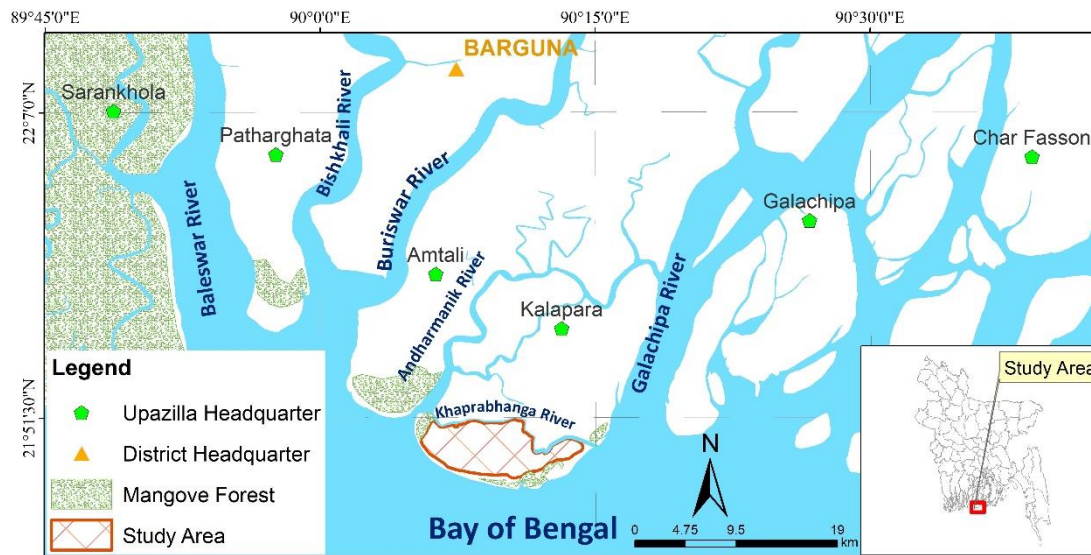 89°45'0"E
90°0'0"E
90°15'0"E
90°30'0"E
22°7'0"N
21°51'30"N
BARGUNA
Sarankhola
Patharghata
Bishkhali River
Char Fasson
Galachipa
Baleswar River
Buriswar River
Amtali
Andharmanik River
Kalapara
Galachipa River
Khaprabhanga River
Bay of Bengal
Legend
Upazilla Headquarter
District Headquarter
Mangove Forest
Study Area
N
0 4.75 9.5 19
km
Study Area